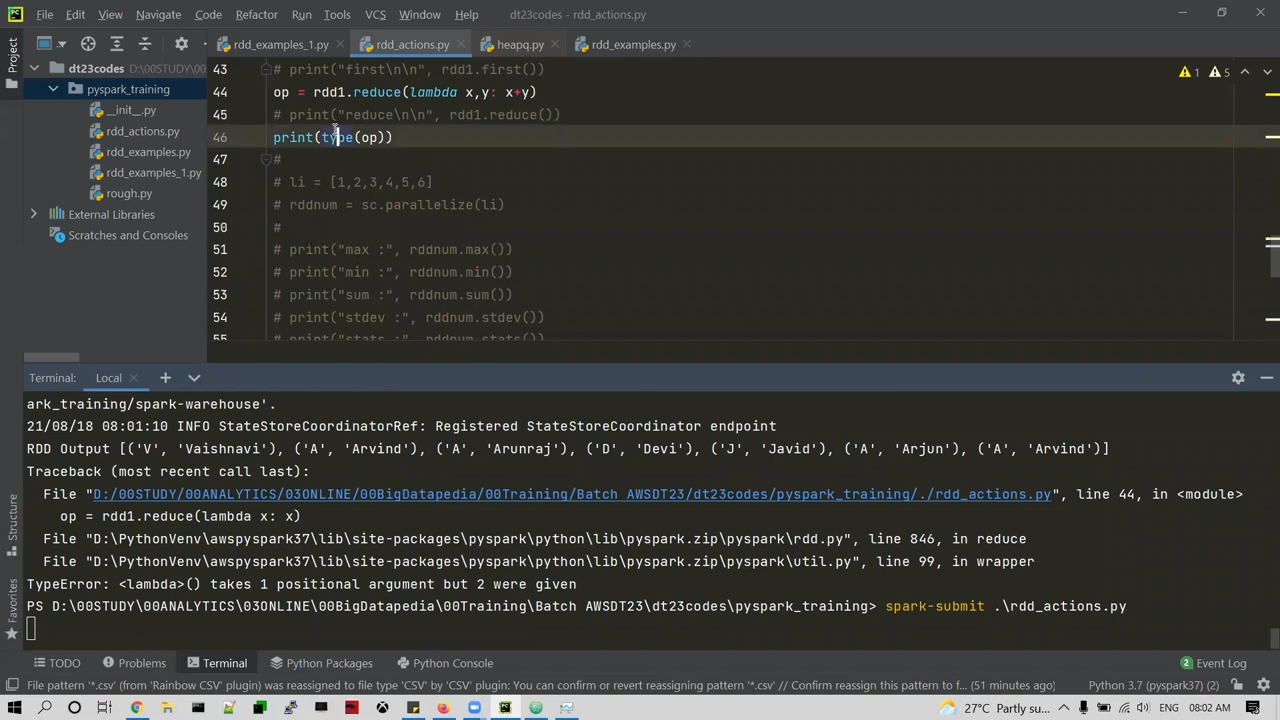 File Edit View Navigate Code Refactor Run Tools VCS Window Help dt23codes - rdd_actions.py
Project
rdd_examples_1.py rdd_actions.py heapq.py rdd_examples.py
dt23codes D:\00STUDY\00ANALYTICS
pyspark_training
__init__.py
rdd_actions.py
rdd_examples.py
rdd_examples_1.py
rough.py
External Libraries
Scratches and Consoles
1 5
43 # print("first\n\n", rdd1.first())
44 op = rdd1.reduce(lambda x,y: x+y)
45 # print("reduce\n\n", rdd1.reduce())
46 print(type(op))
47 #
48 # li = [1,2,3,4,5,6]
49 # rddnum = sc.parallelize(li)
50 #
51 # print("max :", rddnum.max())
52 # print("min :", rddnum.min())
53 # print("sum :", rddnum.sum())
54 # print("stdev :", rddnum.stdev())
55 # print("stats :", rddnum.stats())
Terminal: Local
ark_training/spark-warehouse'.
21/08/18 08:01:10 INFO StateStoreCoordinatorRef: Registered StateStoreCoordinator endpoint
RDD Output [('V', 'Vaishnavi'), ('A', 'Arvind'), ('A', 'Arunraj'), ('D', 'Devi'), ('J', 'Javid'), ('A', 'Arjun'), ('A', 'Arvind')]
Traceback (most recent call last):
File "D:/00STUDY/00ANALYTICS/03ONLINE/00BigDatapedia/00Training/Batch AWSDT23/dt23codes/pyspark_training/./rdd_actions.py", line 44, in <module>
op = rdd1.reduce(lambda x: x)
File "D:\PythonVenv\awspyspark37\lib\site-packages\pyspark\python\lib\pyspark.zip\pyspark\rdd.py", line 846, in reduce
File "D:\PythonVenv\awspyspark37\lib\site-packages\pyspark\python\lib\pyspark.zip\pyspark\util.py", line 99, in wrapper
TypeError: <lambda>() takes 1 positional argument but 2 were given
PS D:\00STUDY\00ANALYTICS\03ONLINE\00BigDatapedia\00Training\Batch AWSDT23\dt23codes\pyspark_training> spark-submit .\rdd_actions.py
Structure
Favorites
TODO Problems Terminal Python Packages Python Console 2 Event Log
File pattern '*.csv' (from 'Rainbow CSV' plugin) was reassigned to file type 'CSV' by 'CSV' plugin: You can confirm or revert reassigning pattern '*.csv' // Confirm reassign this pattern to f... (51 minutes ago) Python 3.7 (pyspark37) (2)
27°C Partly su... ENG 08:02 AM